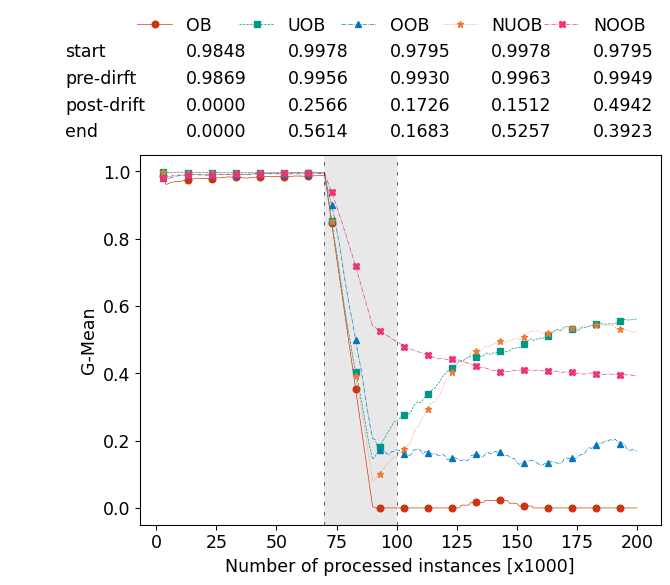 OB UOB OOB NUOB NOOB
start 0.9848 0.9978 0.9795 0.9978 0.9795
pre-dirft 0.9869 0.9956 0.9930 0.9963 0.9949
post-drift 0.0000 0.2566 0.1726 0.1512 0.4942
end 0.0000 0.5614 0.1683 0.5257 0.3923
1.0
0.8
0.6
0.4
0.2
0.0
G-Mean
0 25 50 75 100 125 150 175 200
Number of processed instances [x1000]